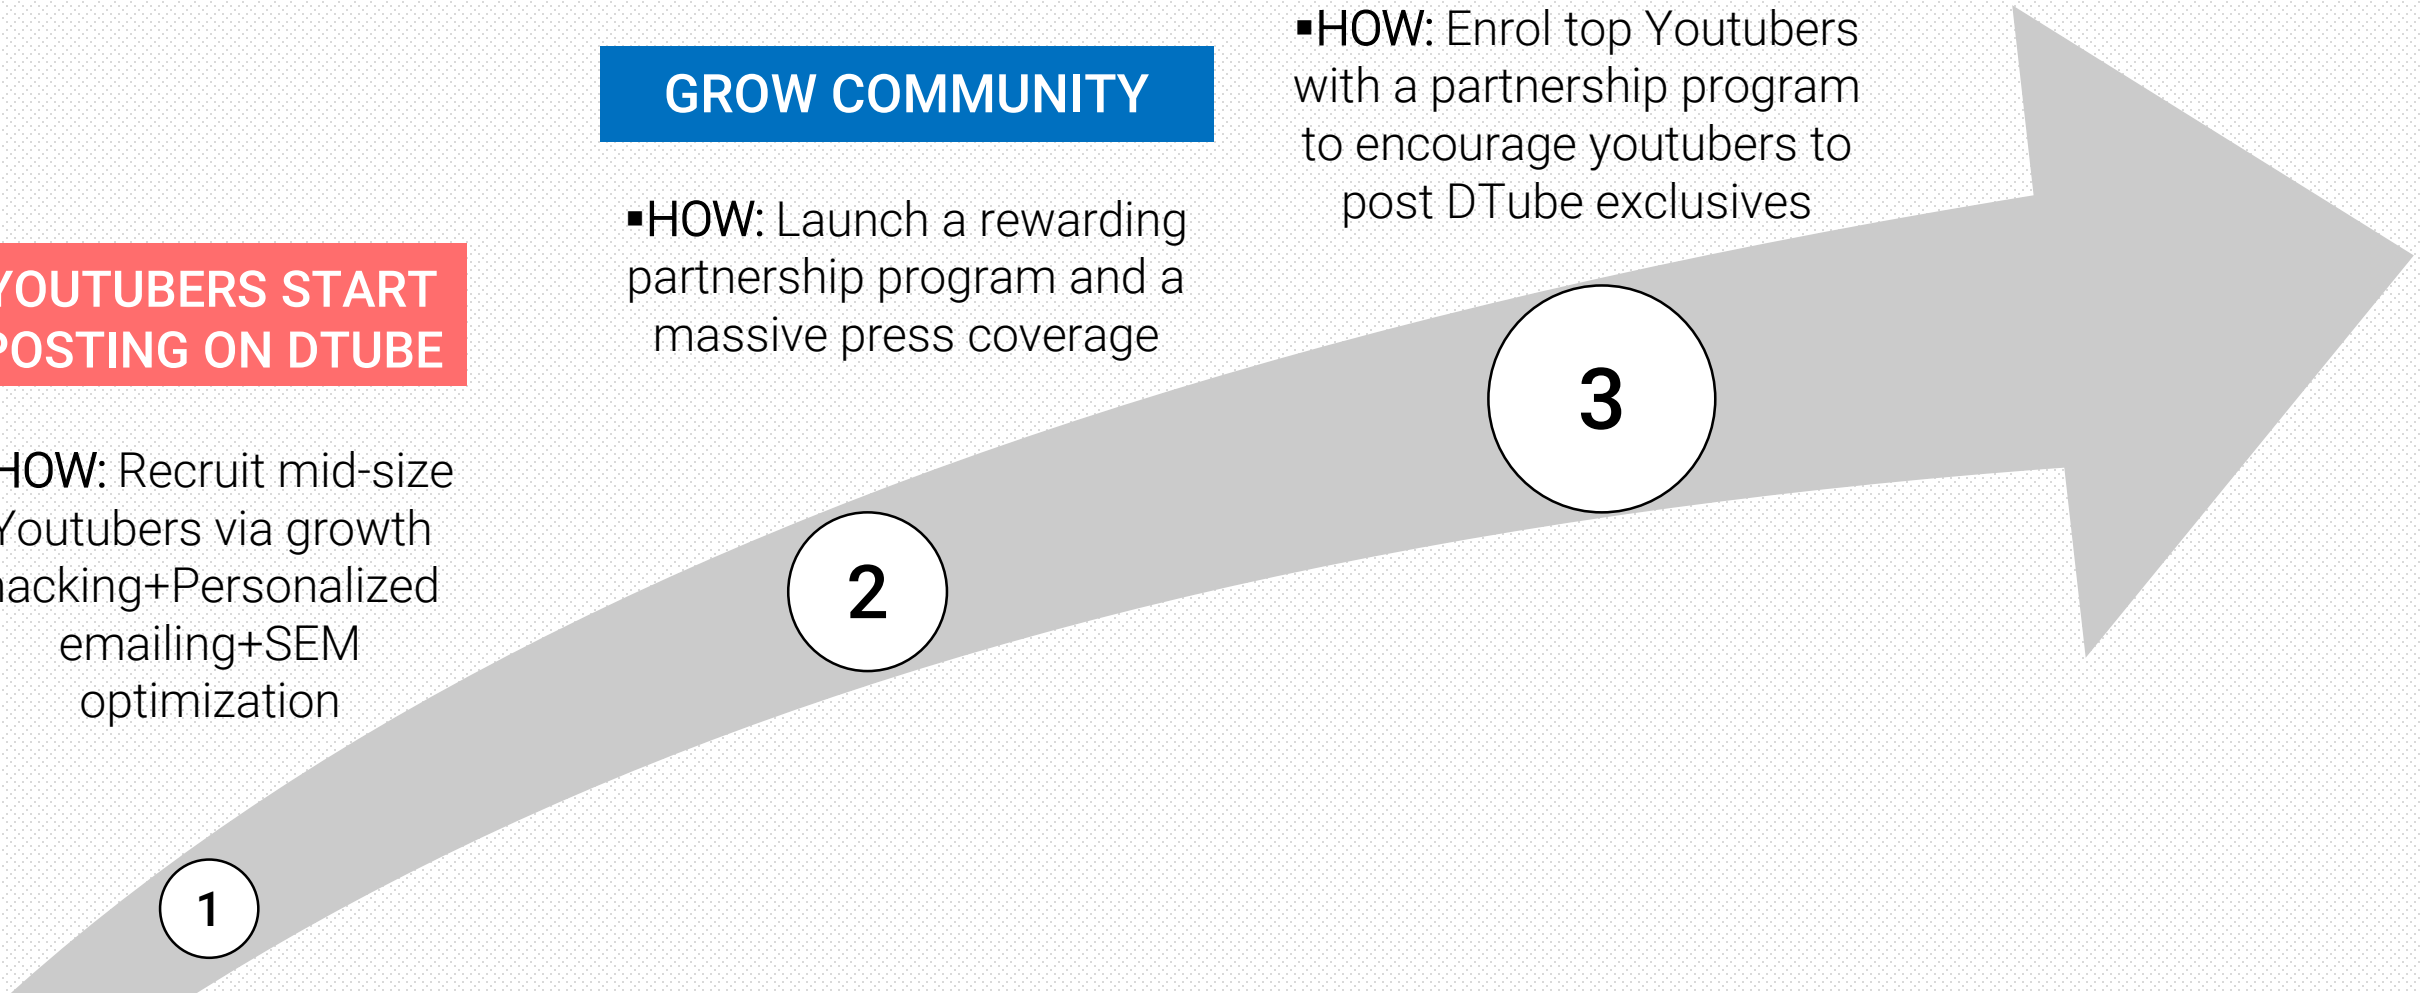 YOUTUBERS START
POSTING ON DTUBE
HOW: Recruit mid-size
Youtubers via growth
hacking+Personalized
emailing+SEM
optimization
1
GROW COMMUNITY
▪HOW: Launch a rewarding
partnership program and a
massive press coverage
2
▪HOW: Enrol top Youtubers
with a partnership program
to encourage youtubers to
post DTube exclusives
3